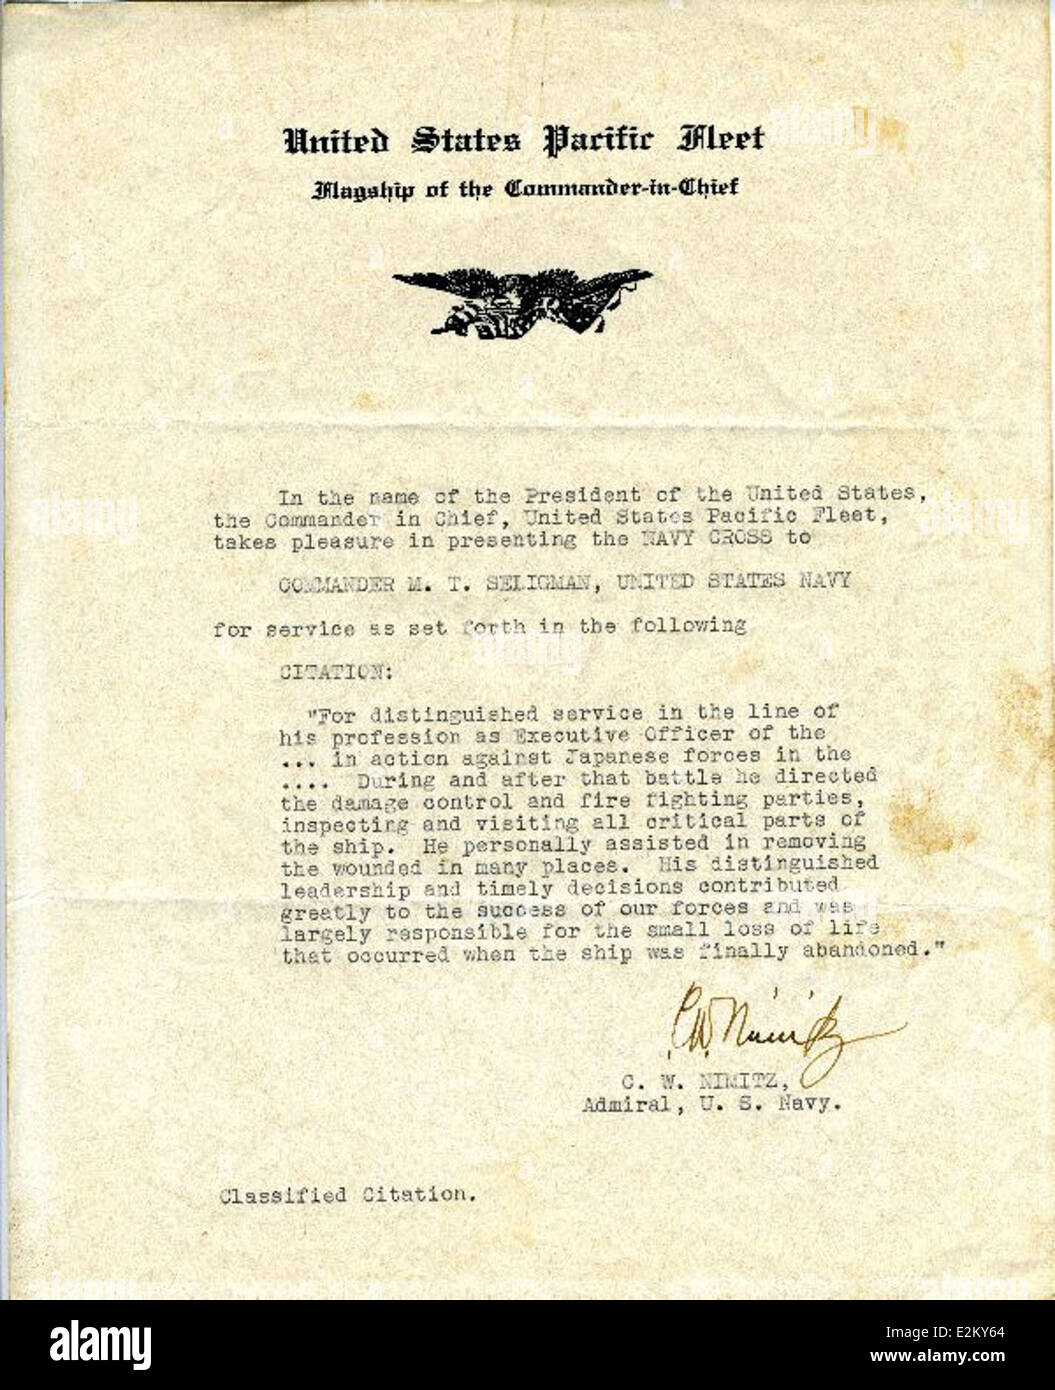 United States Pacific Fleet
Flagship of the Commander-in-Chief
In the name of the President of the United States,
the Commander in Chief, United States Pacific Fleet,
takes pleasure in presenting the NAVY CROSS to
COMMANDER M. T. SELIGMAN, UNITED STATES NAVY
for service as set forth in the following
CITATION:
"For distinguished service in the line of
his profession as Executive Officer of the
... in action against Japanese forces in the
.... During and after that battle he directed
the damage control and fire fighting parties,
inspecting and visiting all critical parts of
the ship. He personally assisted in removing
the wounded in many places. His distinguished
leadership and timely decisions contributed
greatly to the success of our forces and was
largely responsible for the small loss of life
that occurred when the ship was finally abandoned."
C.W. Nimitz
C. W. NIMITZ,
Admiral, U. S. Navy.
Classified Citation.
alamy
Image ID: E2KY64
www.alamy.com